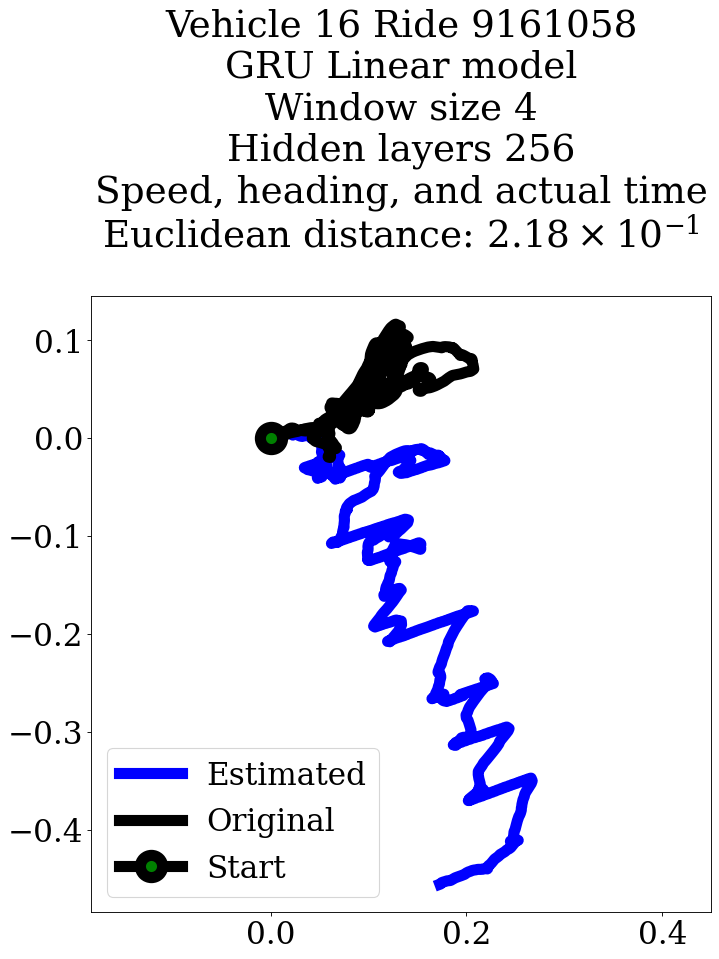 Vehicle 16 Ride 9161058
GRU Linear model
Window size 4
Hidden layers 256
Speed, heading, and actual time
Euclidean distance: 2.18 × 10⁻¹
0.1
0.0
−0.1
−0.2
−0.3
−0.4
Estimated
Original
Start
0.0 0.2 0.4